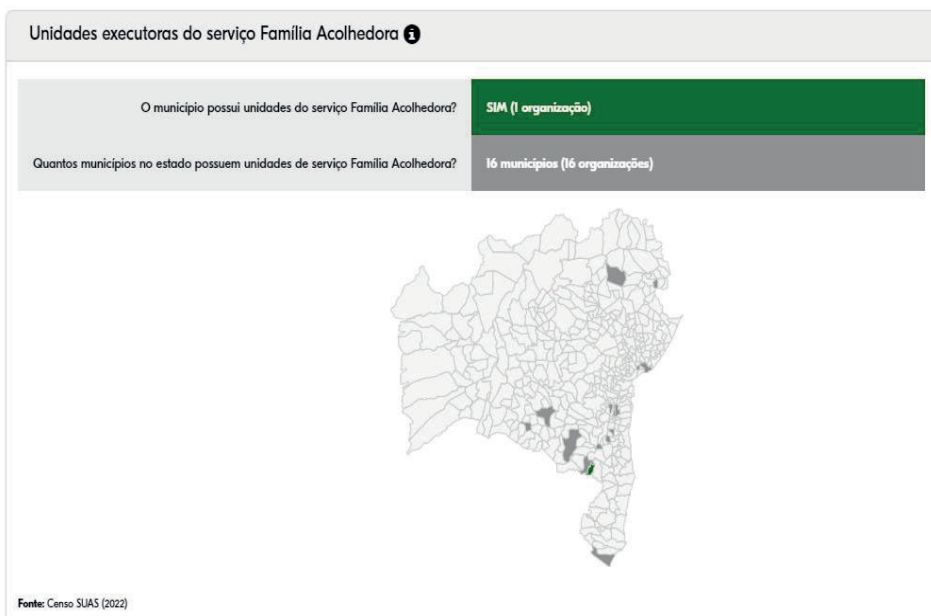 Unidades executoras do serviço Família Acolhedora i
O município possui unidades do serviço Família Acolhedora?
SIM (1 organização)
Quantos municípios no estado possuem unidades de serviço Família Acolhedora?
16 municípios (16 organizações)
Fonte: Censo SUAS (2022)